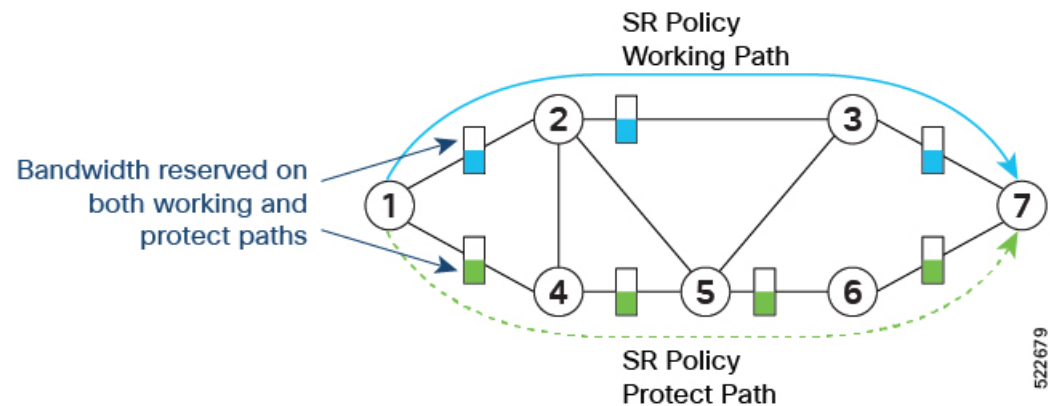 SR Policy
Working Path
2
3
Bandwidth reserved on
both working and
protect paths
1
7
4
5
6
SR Policy
Protect Path
522679